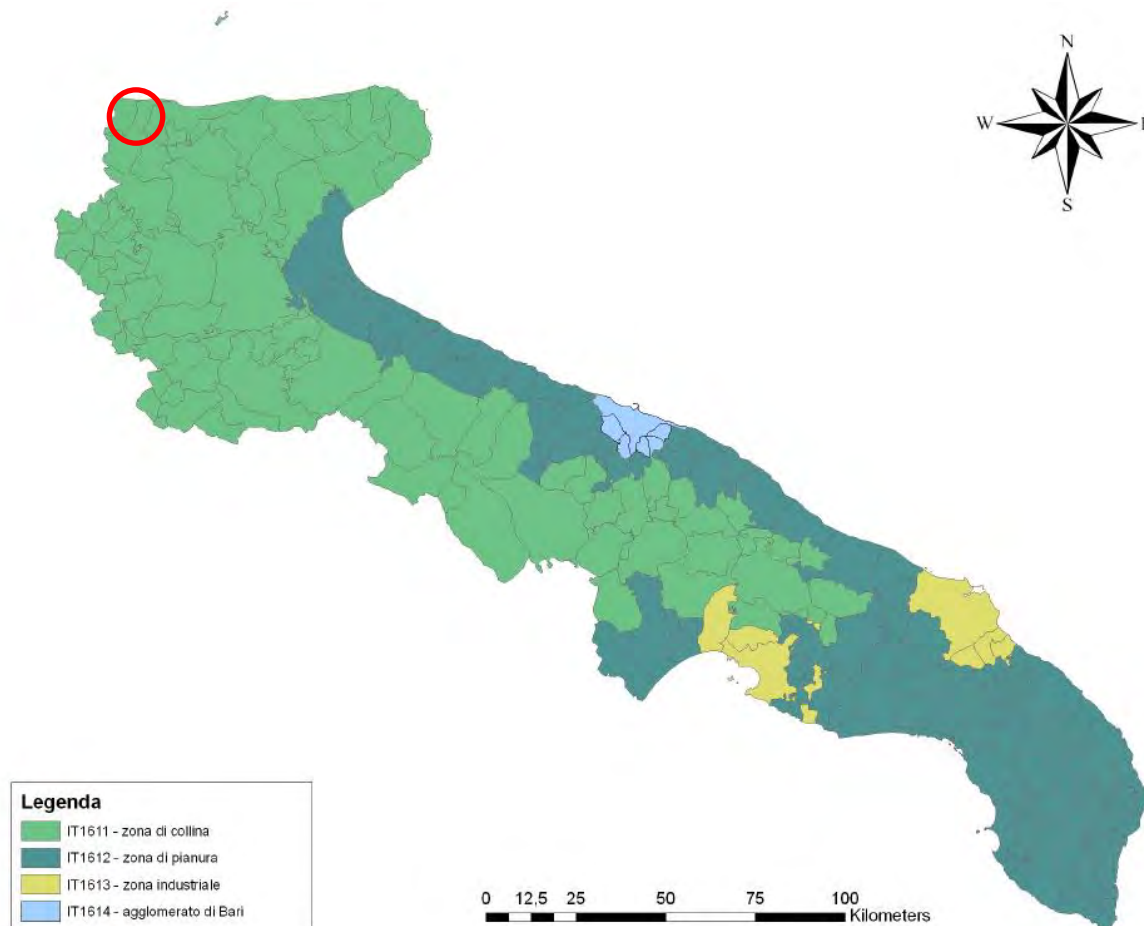 N
W
E
S
Legenda
IT1611 - zona di collina
IT1612 - zona di pianura
IT1613 - zona industriale
IT1614 - agglomerato di Bari
0 12,5 25 50 75 100
Kilometers